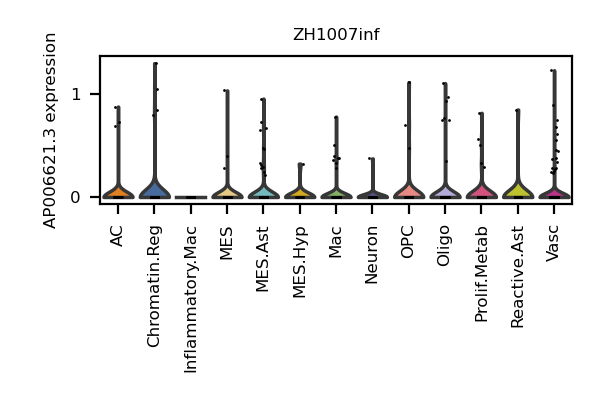 ZH1007inf
AP006621.3 expression
1
0
AC
Chromatin.Reg
Inflammatory.Mac
MES
MES.Ast
MES.Hyp
Mac
Neuron
OPC
Oligo
Prolif.Metab
Reactive.Ast
Vasc